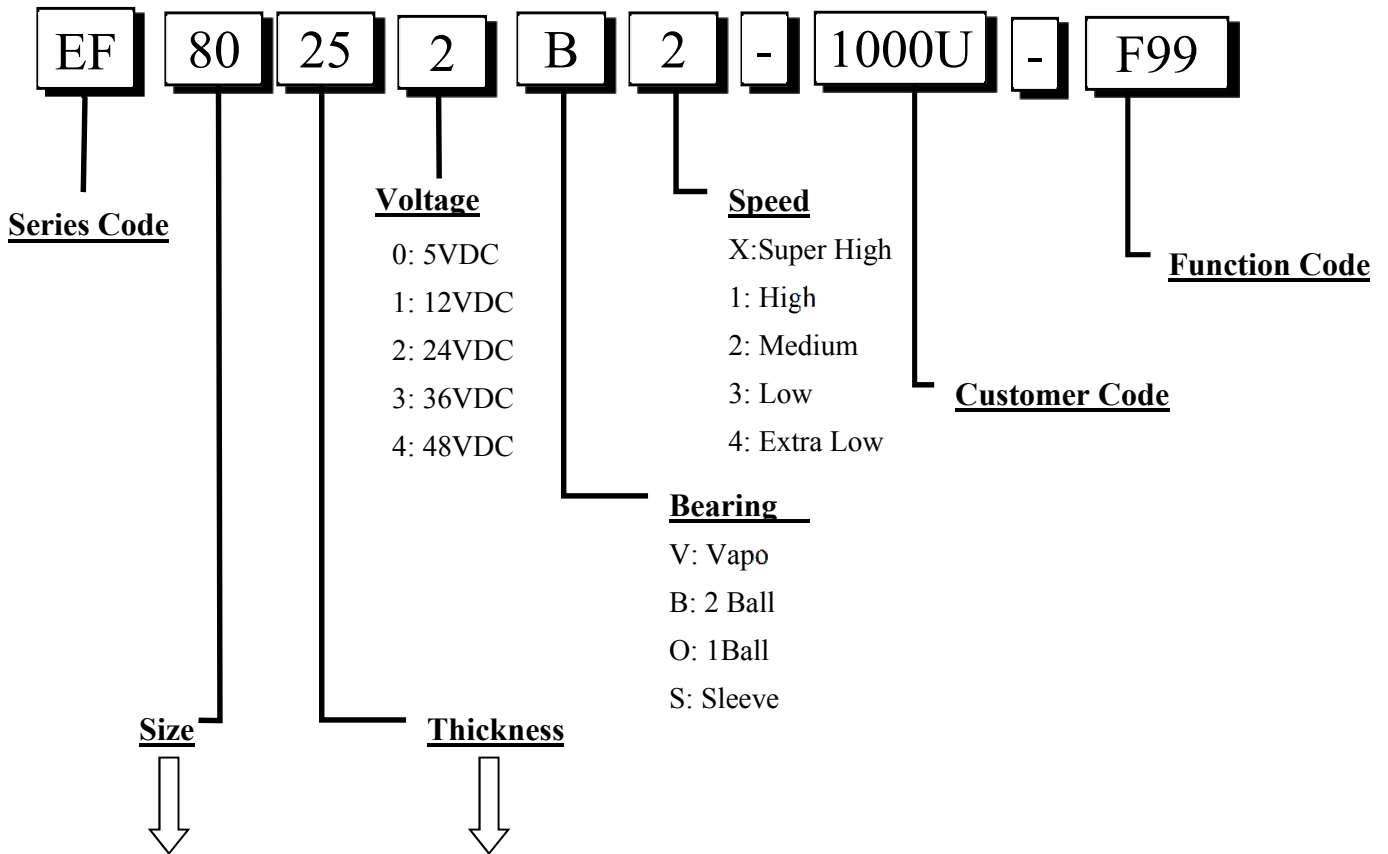 EF 80 25 2 B 2 - 1000U - F99
Series Code
Voltage
0: 5VDC
1: 12VDC
2: 24VDC
3: 36VDC
4: 48VDC
Speed
X:Super High
1: High
2: Medium
3: Low
4: Extra Low
Function Code
Customer Code
Bearing
V: Vapo
B: 2 Ball
O: 1Ball
S: Sleeve
Size
Thickness